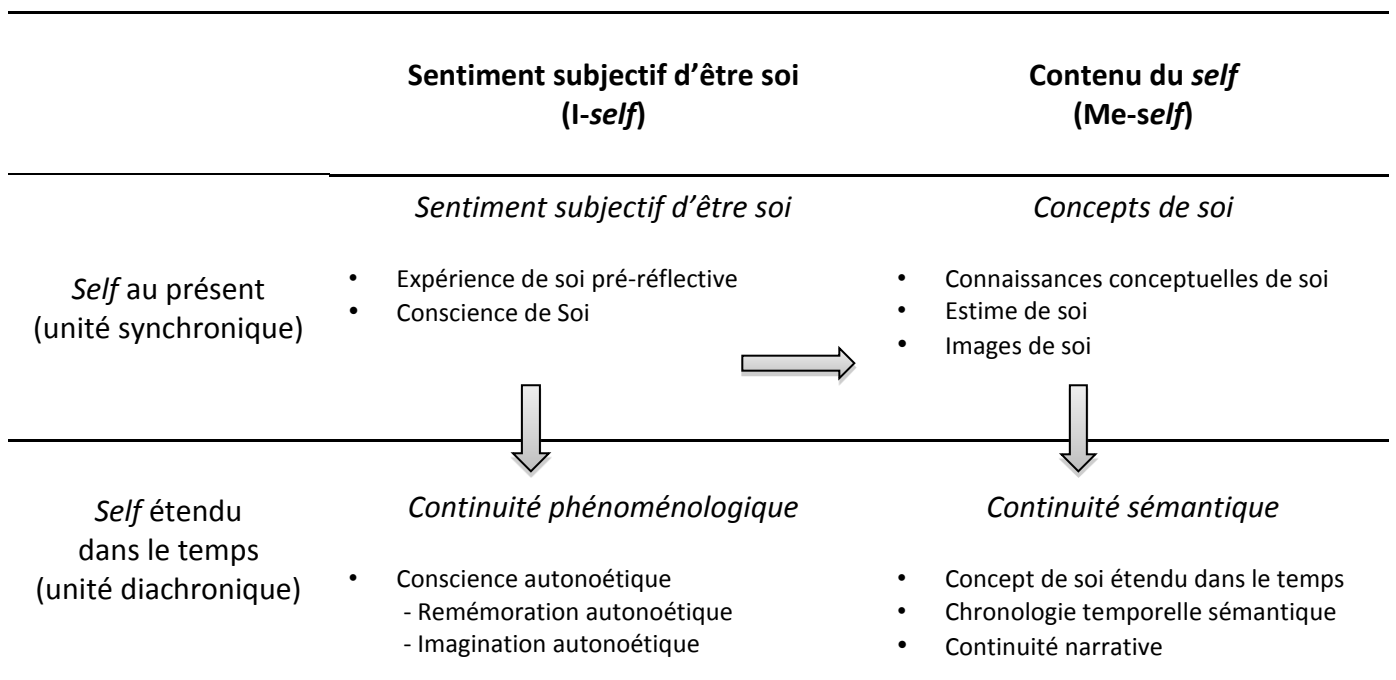 Sentiment subjectif d’être soi
(I-self)
Contenu du self
(Me-self)
Self au présent
(unité synchronique)
Sentiment subjectif d’être soi
• Expérience de soi pré-réflective
• Conscience de Soi
Concepts de soi
• Connaissances conceptuelles de soi
• Estime de soi
• Images de soi
Self étendu
dans le temps
(unité diachronique)
Continuité phénoménologique
• Conscience autonoétique
- Remémoration autonoétique
- Imagination autonoétique
Continuité sémantique
• Concept de soi étendu dans le temps
• Chronologie temporelle sémantique
• Continuité narrative